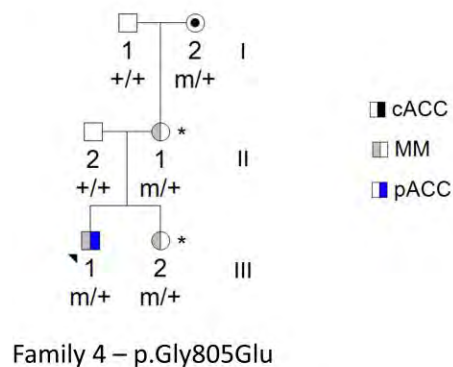 1 2 I
+/+ m/+
* cACC
MM
2 1 II
+/+ m/+
pACC
*
1 2 III
m/+ m/+
Family 4 – p.Gly805Glu